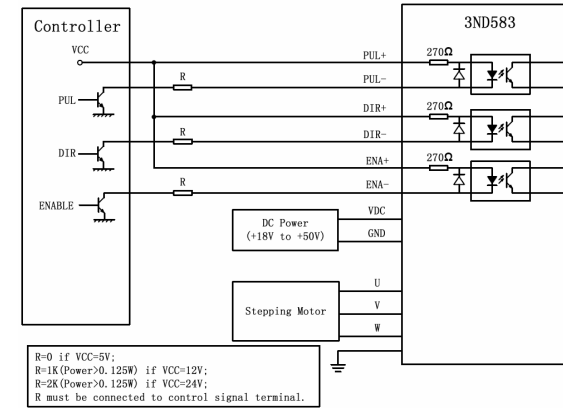 Controller
3ND583
VCC
PUL+
270Ω
PUL-
R
PUL
DIR+
270Ω
DIR-
R
DIR
ENA+
270Ω
ENA-
R
ENABLE
DC Power
(+18V to +50V)
VDC
GND
Stepping Motor
U
V
W
R=0 if VCC=5V;
R=1K(Power>0.125W) if VCC=12V;
R=2K(Power>0.125W) if VCC=24V;
R must be connected to control signal terminal.